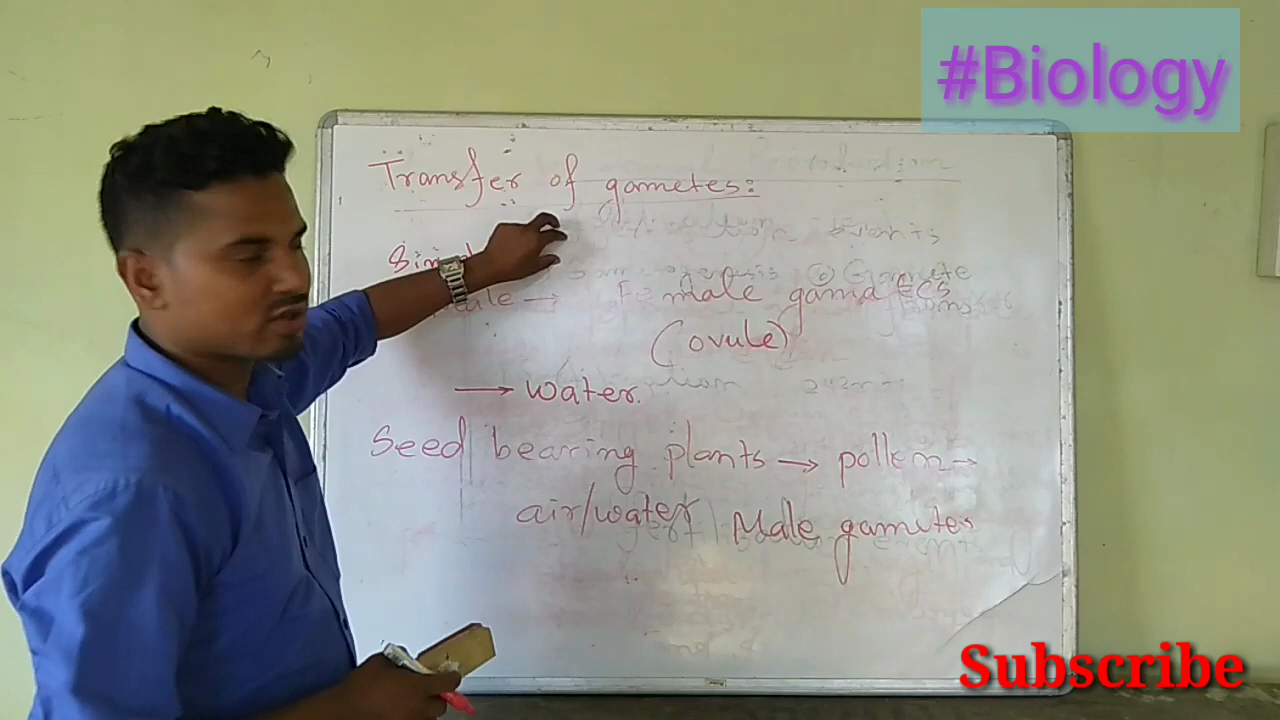 #Biology
Transfer of gametes:
Female gametes
(ovule)
→ water.
Seed bearing plants → pollen →
air/water Male gametes
Subscribe